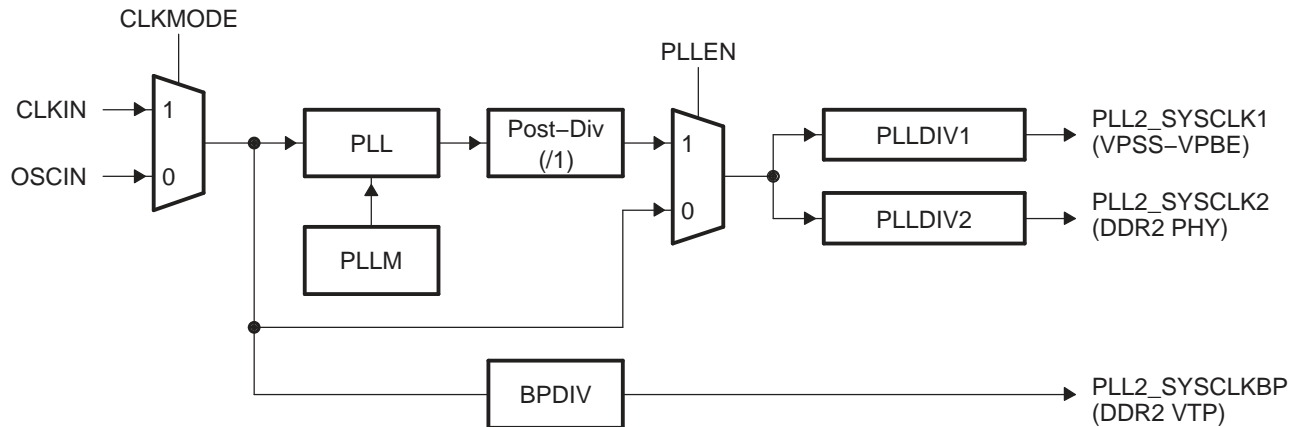 CLKMODE
CLKIN
1
OSCIN
0
PLL
PLLM
Post−Div
(/1)
PLLEN
1
0
PLLDIV1
PLL2_SYSCLK1
(VPSS−VPBE)
PLLDIV2
PLL2_SYSCLK2
(DDR2 PHY)
BPDIV
PLL2_SYSCLKBP
(DDR2 VTP)